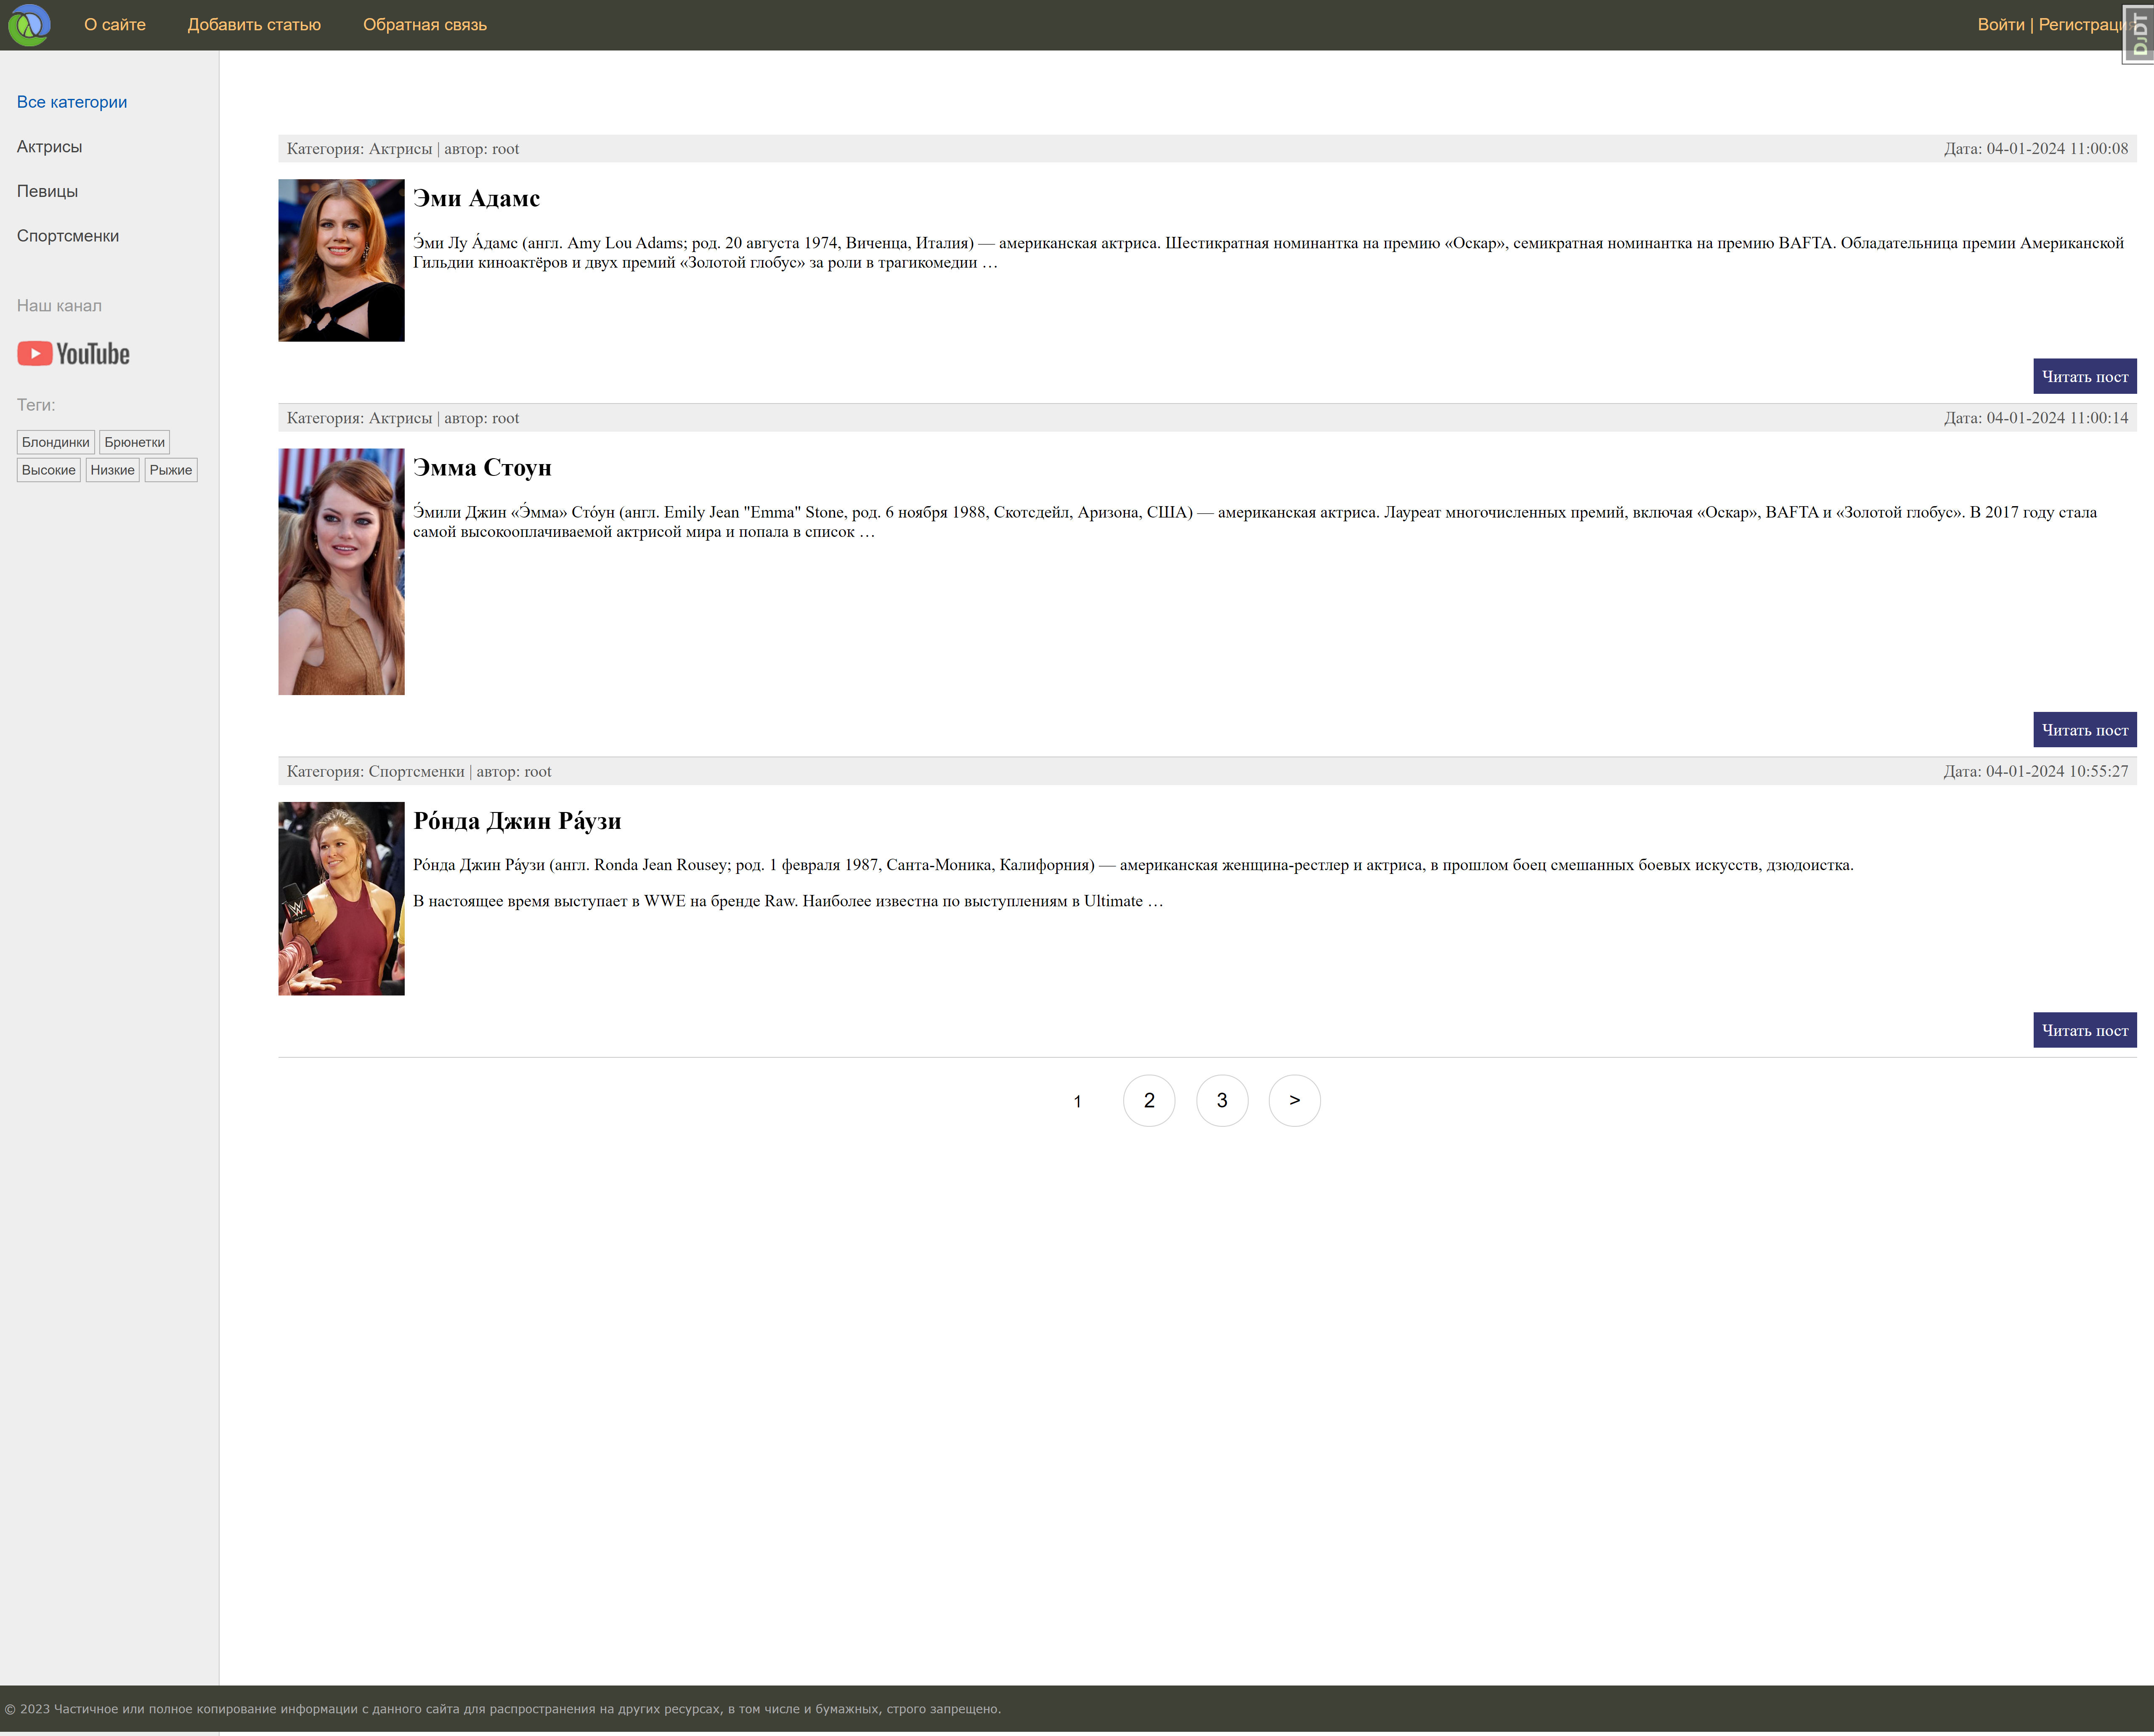 О сайте Добавить статью Обратная связь Войти | Регистрация
DJDT
Все категории
Актрисы
Певицы
Спортсменки
Наш канал
YouTube
Теги:
Блондинки Брюнетки
Высокие Низкие Рыжие
Категория: Актрисы | автор: root Дата: 04-01-2024 11:00:08
Эми Адамс
Э́ми Лу А́дамс (англ. Amy Lou Adams; род. 20 августа 1974, Виченца, Италия) — американская актриса. Шестикратная номинантка на премию «Оскар», семикратная номинантка на премию BAFTA. Обладательница премии Американской
Гильдии киноактёров и двух премий «Золотой глобус» за роли в трагикомедии …
Читать пост
Категория: Актрисы | автор: root Дата: 04-01-2024 11:00:14
Эмма Стоун
Э́мили Джин «Э́мма» Сто́ун (англ. Emily Jean "Emma" Stone, род. 6 ноября 1988, Скотсдейл, Аризона, США) — американская актриса. Лауреат многочисленных премий, включая «Оскар», BAFTA и «Золотой глобус». В 2017 году стала
самой высокооплачиваемой актрисой мира и попала в список …
Читать пост
Категория: Спортсменки | автор: root Дата: 04-01-2024 10:55:27
Ро́нда Джин Ра́узи
Ро́нда Джин Ра́узи (англ. Ronda Jean Rousey; род. 1 февраля 1987, Санта-Моника, Калифорния) — американская женщина-рестлер и актриса, в прошлом боец смешанных боевых искусств, дзюдоистка.
В настоящее время выступает в WWE на бренде Raw. Наиболее известна по выступлениям в Ultimate …
Читать пост
1 2 3 >
© 2023 Частичное или полное копирование информации с данного сайта для распространения на других ресурсах, в том числе и бумажных, строго запрещено.